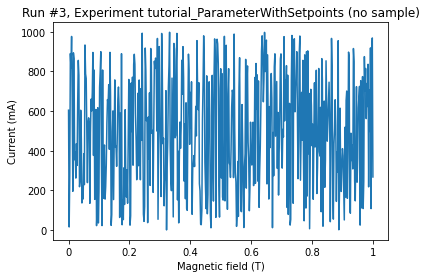 Run #3, Experiment tutorial_ParameterWithSetpoints (no sample)
1000
800
600
400
200
0
Current (mA)
0 0.2 0.4 0.6 0.8 1
Magnetic field (T)